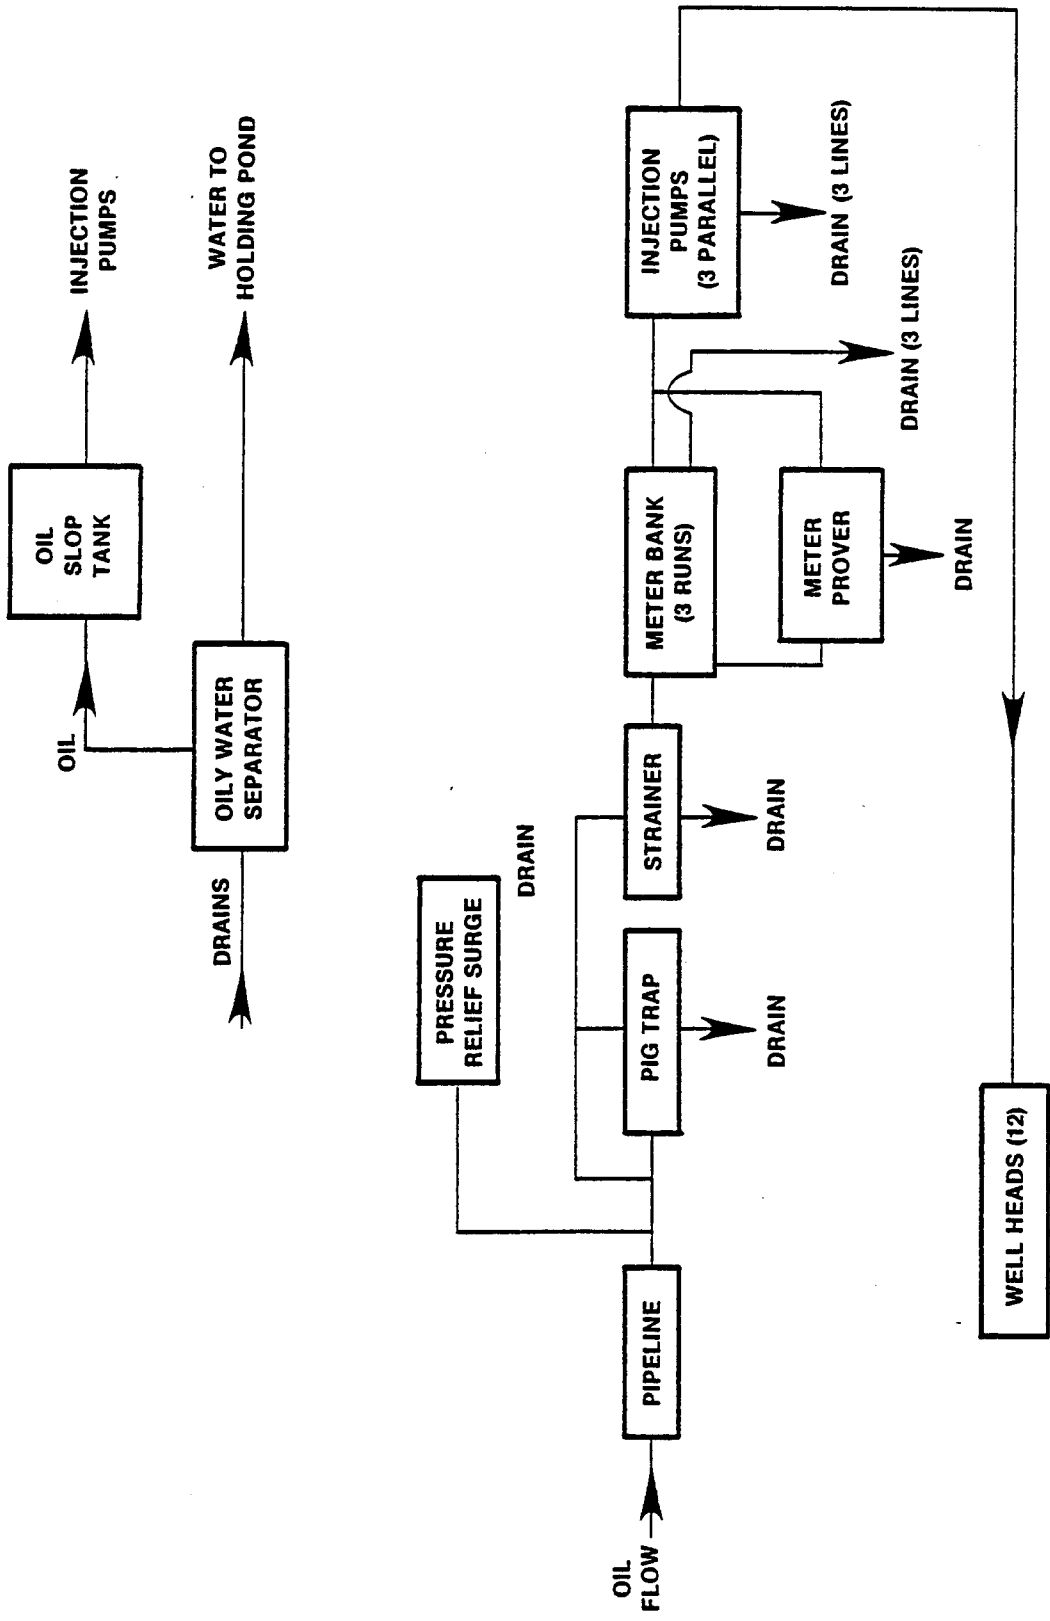 DRAINS
OILY WATER
SEPARATOR
OIL
OIL
SLOP
TANK
INJECTION
PUMPS
WATER TO
HOLDING POND
OIL
FLOW
PIPELINE
PRESSURE
RELIEF SURGE
DRAIN
PIG TRAP
DRAIN
STRAINER
DRAIN
METER BANK
(3 RUNS)
METER
PROVER
DRAIN
DRAIN (3 LINES)
INJECTION
PUMPS
(3 PARALLEL)
DRAIN (3 LINES)
WELL HEADS (12)